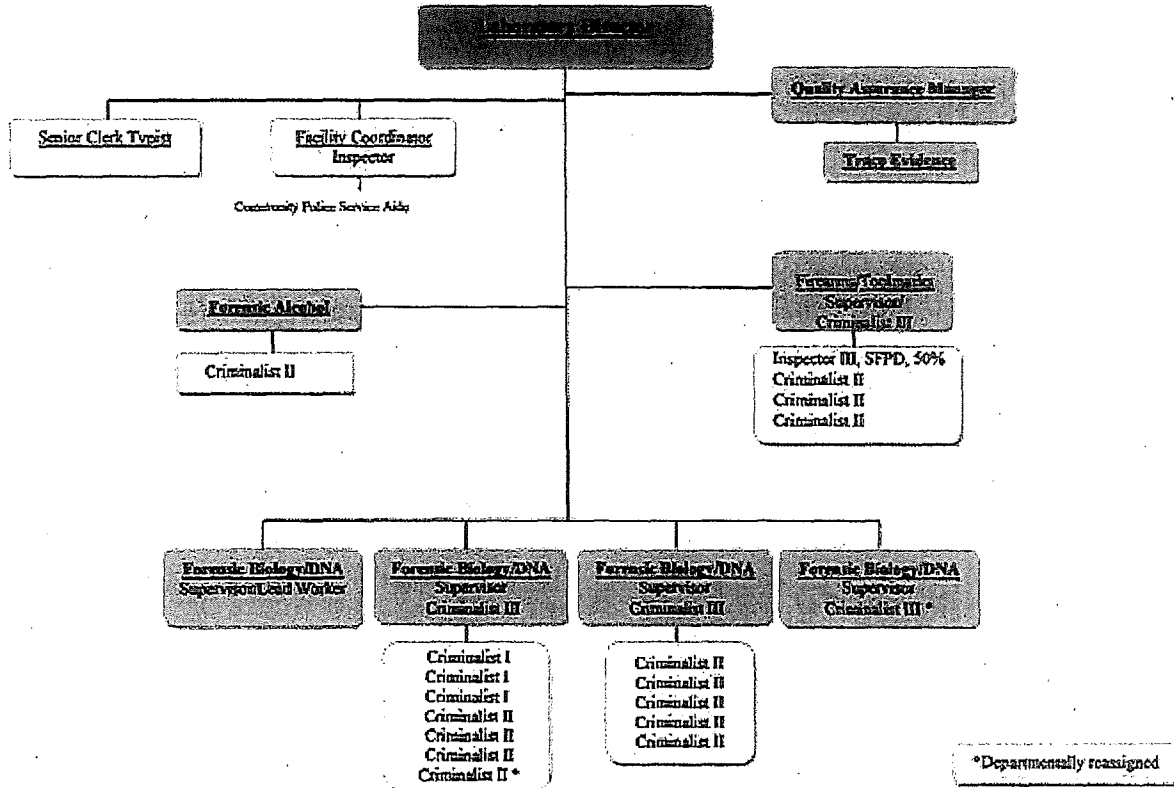 Laboratory Director
Quality Assurance Manager
Trace Evidence
Senior Clerk Typist
Facility Coordinator
Inspector
Community Police Service Aide
Forensic Alcohol
Criminalist II
Firearms/Toolmarks
Supervisor/
Criminalist III
Inspector III, SFPD, 50%
Criminalist II
Criminalist II
Criminalist II
Forensic Biology/DNA
Supervisor/Lead Worker
Forensic Biology/DNA
Supervisor
Criminalist III
Criminalist I
Criminalist I
Criminalist I
Criminalist II
Criminalist II
Criminalist II
Criminalist II *
Forensic Biology/DNA
Supervisor
Criminalist III
Criminalist II
Criminalist II
Criminalist II
Criminalist II
Criminalist II
Forensic Biology/DNA
Supervisor
Criminalist III *
*Departmentally reassigned